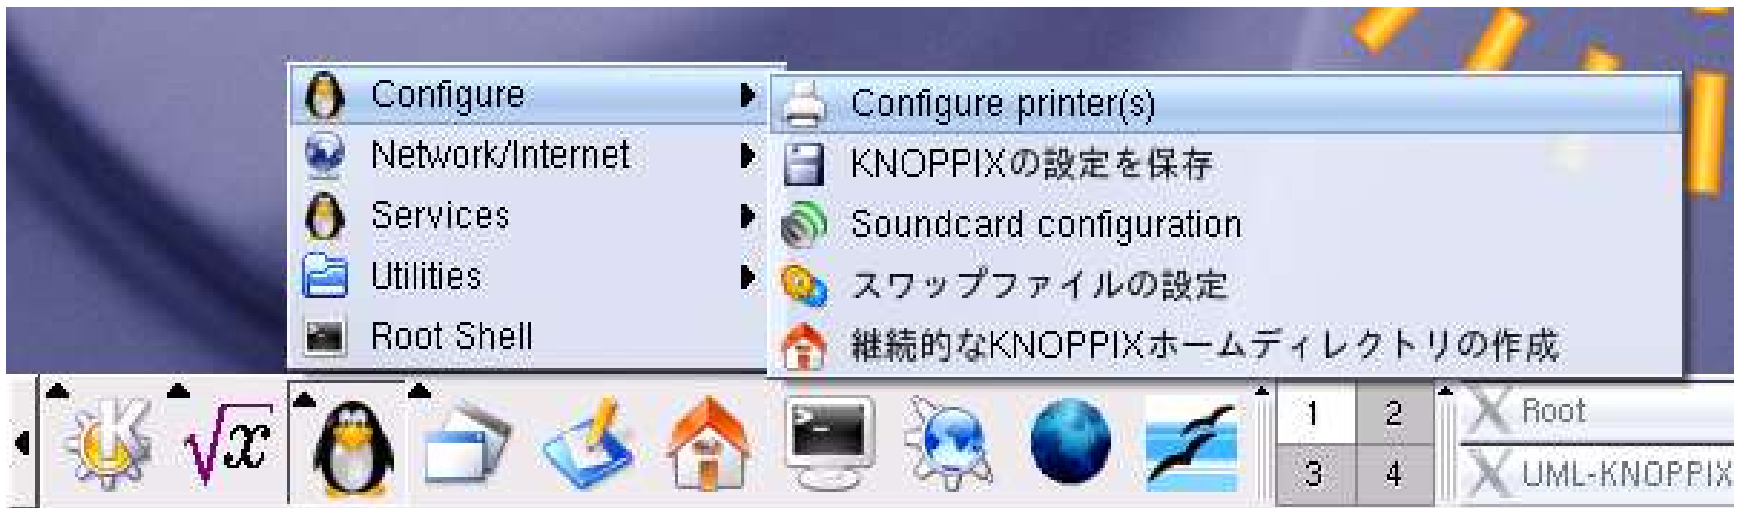 Configure
Network/Internet
Services
Utilities
Root Shell
Configure printer(s)
KNOPPIXの設定を保存
Soundcard configuration
スワップファイルの設定
継続的なKNOPPIXホームディレクトリの作成
√x
1 2
3 4
Root
UML-KNOPPIX